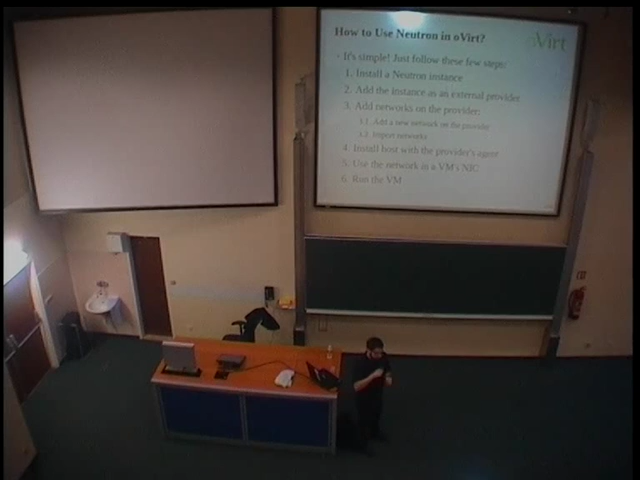 How to Use Neutron in oVirt?
oVirt
It's simple! Just follow these few steps:
1. Install a Neutron instance
2. Add the instance as an external provider
3. Add networks on the provider:
3.1. Add a new network on the provider
3.2. Import networks
4. Install host with the provider's agent
5. Use the network as a VM's NIC
6. Run the VM